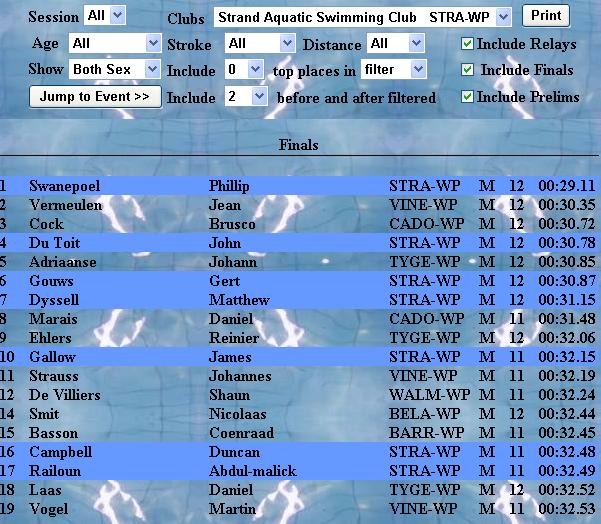 Session All Clubs Strand Aquatic Swimming Club STRA-WP Print
Age All Stroke All Distance All Include Relays
Show Both Sex Include 0 top places in filter Include Finals
Jump to Event >> Include 2 before and after filtered Include Prelims
Finals
1 Swanepoel Phillip STRA-WP M 12 00:29.11
2 Vermeulen Jean VINE-WP M 12 00:30.35
3 Cock Brusco CADO-WP M 12 00:30.72
4 Du Toit John STRA-WP M 12 00:30.78
5 Adriaanse Johann TYGE-WP M 12 00:30.85
6 Gouws Gert STRA-WP M 12 00:30.87
7 Dyssell Matthew STRA-WP M 12 00:31.15
8 Marais Daniel CADO-WP M 11 00:31.48
9 Ehlers Reinier TYGE-WP M 12 00:32.06
10 Gallow James STRA-WP M 11 00:32.15
11 Strauss Johannes VINE-WP M 11 00:32.19
12 De Villiers Shaun WALM-WP M 11 00:32.24
14 Smit Nicolaas BELA-WP M 12 00:32.44
15 Basson Coenraad BARR-WP M 11 00:32.45
16 Campbell Duncan STRA-WP M 11 00:32.48
17 Railoun Abdul-malick STRA-WP M 11 00:32.49
18 Laas Daniel TYGE-WP M 12 00:32.52
19 Vogel Martin VINE-WP M 11 00:32.53